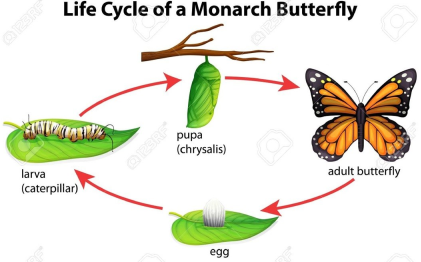 Life Cycle of a Monarch Butterfly
pupa
(chrysalis)
larva
(caterpillar)
adult butterfly
egg